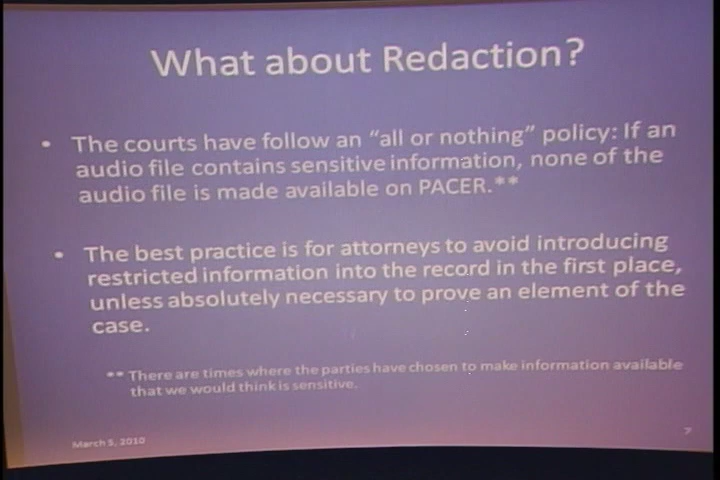 What about Redaction?
• The courts have follow an “all or nothing” policy: If an
audio file contains sensitive information, none of the
audio file is made available on PACER.**
• The best practice is for attorneys to avoid introducing
restricted information into the record in the first place,
unless absolutely necessary to prove an element of the
case.
** There are times where the parties have chosen to make information available
that we would think is sensitive.
March 5, 2010
7